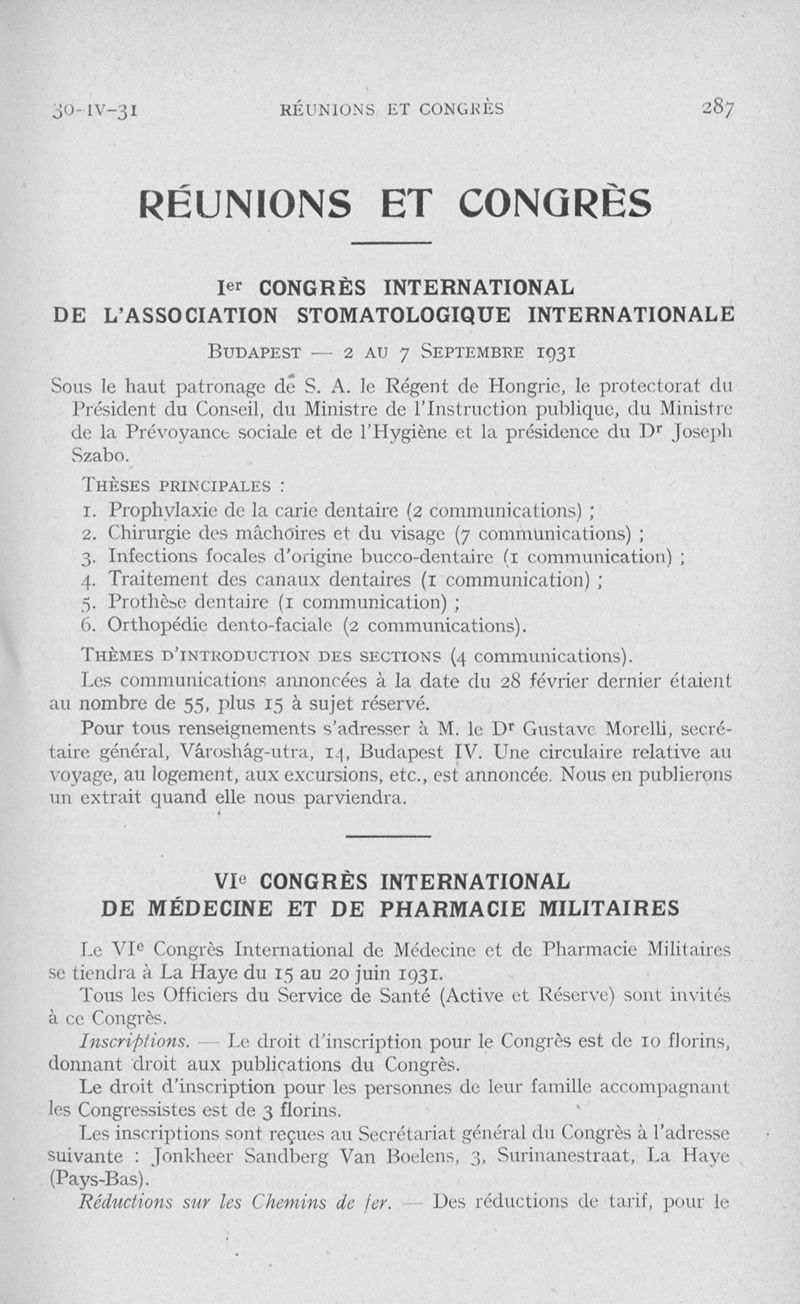 30-IV-31 RÉUNIONS ET CONGRÈS 287
RÉUNIONS ET CONGRÈS
Ier CONGRÈS INTERNATIONAL
DE L'ASSOCIATION STOMATOLOGIQUE INTERNATIONALE
BUDAPEST — 2 AU 7 SEPTEMBRE 1931
Sous le haut patronage de S. A. le Régent de Hongrie, le protectorat du
Président du Conseil, du Ministre de l'Instruction publique, du Ministre
de la Prévoyance sociale et de l'Hygiène et la présidence du Dr Joseph
Szabo.
THÈSES PRINCIPALES :
1. Prophylaxie de la carie dentaire (2 communications) ;
2. Chirurgie des mâchoires et du visage (7 communications) ;
3. Infections focales d'origine bucco-dentaire (1 communication) ;
4. Traitement des canaux dentaires (1 communication) ;
5. Prothèse dentaire (1 communication) ;
6. Orthopédie dento-faciale (2 communications).
THÈMES D'INTRODUCTION DES SECTIONS (4 communications).
Les communications annoncées à la date du 28 février dernier étaient
au nombre de 55, plus 15 à sujet réservé.
Pour tous renseignements s'adresser à M. le Dr Gustave Morelli, secré-
taire général, Városhág-utra, 14, Budapest IV. Une circulaire relative au
voyage, au logement, aux excursions, etc., est annoncée. Nous en publierons
un extrait quand elle nous parviendra.
VIe CONGRÈS INTERNATIONAL
DE MÉDECINE ET DE PHARMACIE MILITAIRES
Le VIe Congrès International de Médecine et de Pharmacie Militaires
se tiendra à La Haye du 15 au 20 juin 1931.
Tous les Officiers du Service de Santé (Active et Réserve) sont invités
à ce Congrès.
Inscriptions. — Le droit d'inscription pour le Congrès est de 10 florins,
donnant droit aux publications du Congrès.
Le droit d'inscription pour les personnes de leur famille accompagnant
les Congressistes est de 3 florins.
Les inscriptions sont reçues au Secrétariat général du Congrès à l'adresse
suivante : Jonkheer Sandberg Van Boelens, 3, Surinanestraat, La Haye
(Pays-Bas).
Réductions sur les Chemins de fer. — Des réductions de tarif, pour le